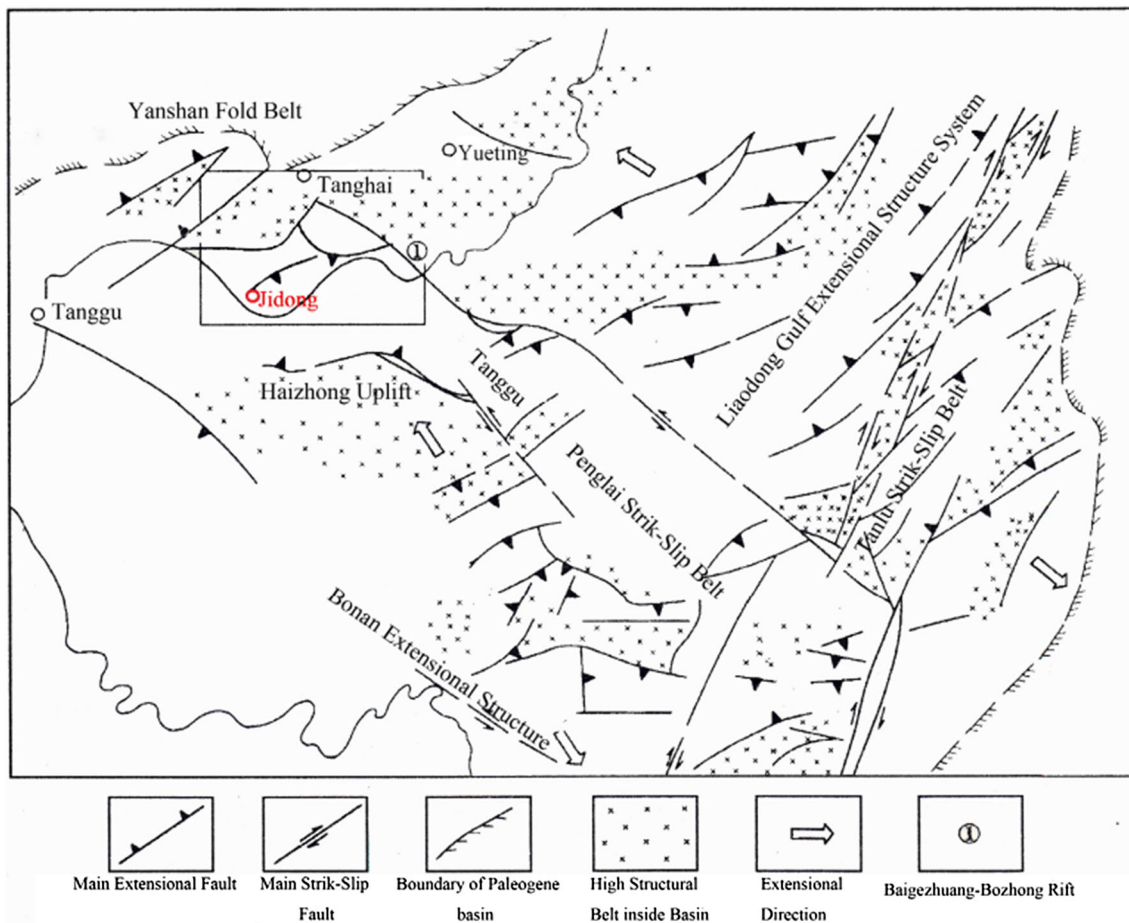 Yanshan Fold Belt
Yueting
Tanghai
①
Jidong
Tanggu
Haizhong Uplift
Tanggu
Penglai Strik-Slip Belt
Liaodong Gulf Extensional Structure System
Tanlu Strik-Slip Belt
Bonan Extensional Structure
①
Main Extensional Fault
Main Strik-Slip
Fault
Boundary of Paleogene
basin
High Structural
Belt inside Basin
Extensional
Direction
Baigezhuang-Bozhong Rift